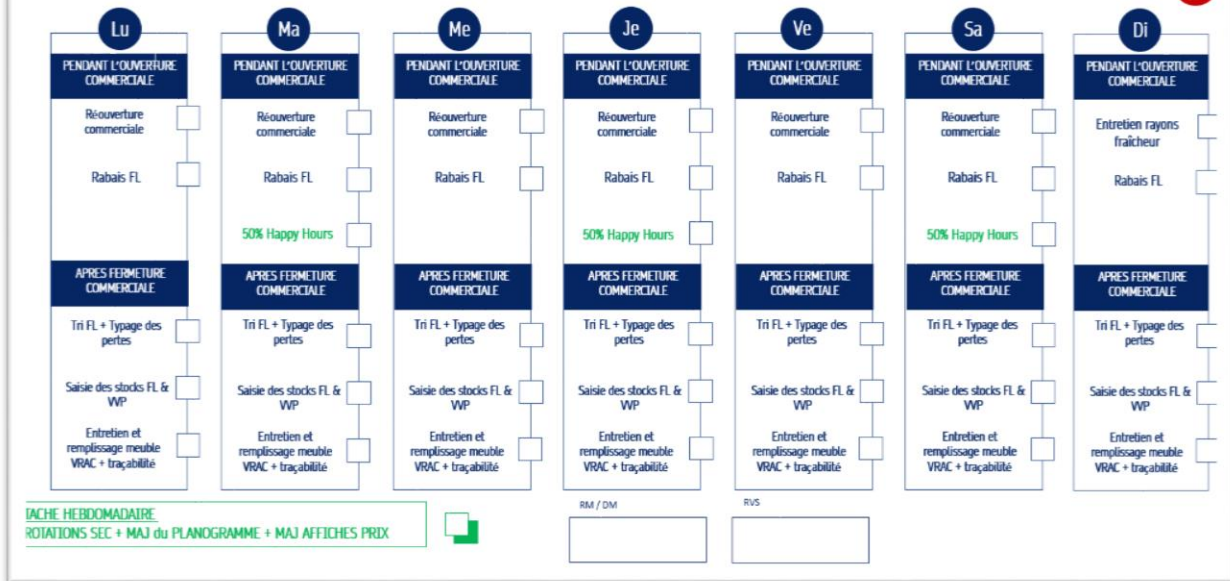 Lu
PENDANT L'OUVERTURE
COMMERCIALE
Réouverture
commerciale
Rabais FL
APRES FERMETURE
COMMERCIALE
Tri FL + Typage des
pertes
Saisie des stocks FL &
VVP
Entretien et
remplissage meuble
VRAC + traçabilité
Ma
PENDANT L'OUVERTURE
COMMERCIALE
Réouverture
commerciale
Rabais FL
50% Happy Hours
APRES FERMETURE
COMMERCIALE
Tri FL + Typage des
pertes
Saisie des stocks FL &
VVP
Entretien et
remplissage meuble
VRAC + traçabilité
Me
PENDANT L'OUVERTURE
COMMERCIALE
Réouverture
commerciale
Rabais FL
APRES FERMETURE
COMMERCIALE
Tri FL + Typage des
pertes
Saisie des stocks FL &
VVP
Entretien et
remplissage meuble
VRAC + traçabilité
Je
PENDANT L'OUVERTURE
COMMERCIALE
Réouverture
commerciale
Rabais FL
50% Happy Hours
APRES FERMETURE
COMMERCIALE
Tri FL + Typage des
pertes
Saisie des stocks FL &
VVP
Entretien et
remplissage meuble
VRAC + traçabilité
Ve
PENDANT L'OUVERTURE
COMMERCIALE
Réouverture
commerciale
Rabais FL
APRES FERMETURE
COMMERCIALE
Tri FL + Typage des
pertes
Saisie des stocks FL &
VVP
Entretien et
remplissage meuble
VRAC + traçabilité
Sa
PENDANT L'OUVERTURE
COMMERCIALE
Réouverture
commerciale
Rabais FL
50% Happy Hours
APRES FERMETURE
COMMERCIALE
Tri FL + Typage des
pertes
Saisie des stocks FL &
VVP
Entretien et
remplissage meuble
VRAC + traçabilité
Di
PENDANT L'OUVERTURE
COMMERCIALE
Entretien rayons
fraîcheur
Rabais FL
APRES FERMETURE
COMMERCIALE
Tri FL + Typage des
pertes
Saisie des stocks FL &
VVP
Entretien et
remplissage meuble
VRAC + traçabilité
TACHE HEBDOMADAIRE
ROTATIONS SEC + MAJ du PLANOGRAMME + MAJ AFFICHES PRIX
RM / DM
RVS